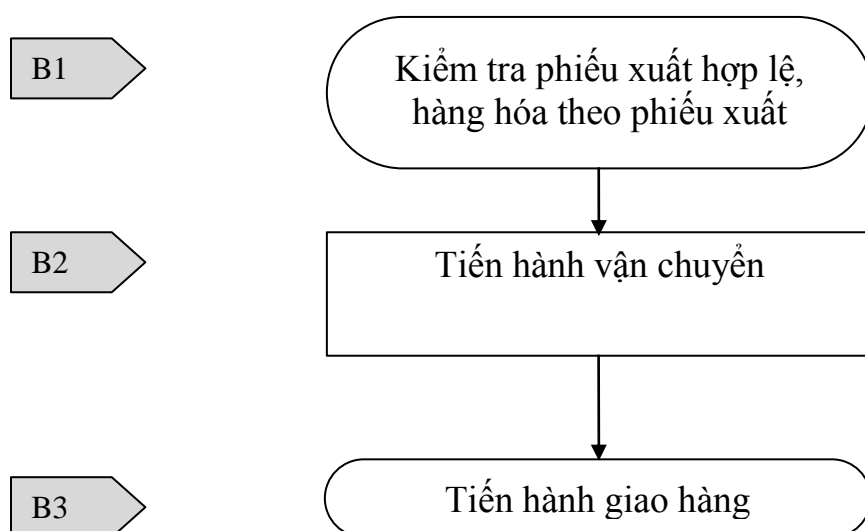 B1
Kiểm tra phiếu xuất hợp lệ,
hàng hóa theo phiếu xuất
B2
Tiến hành vận chuyển
B3
Tiến hành giao hàng